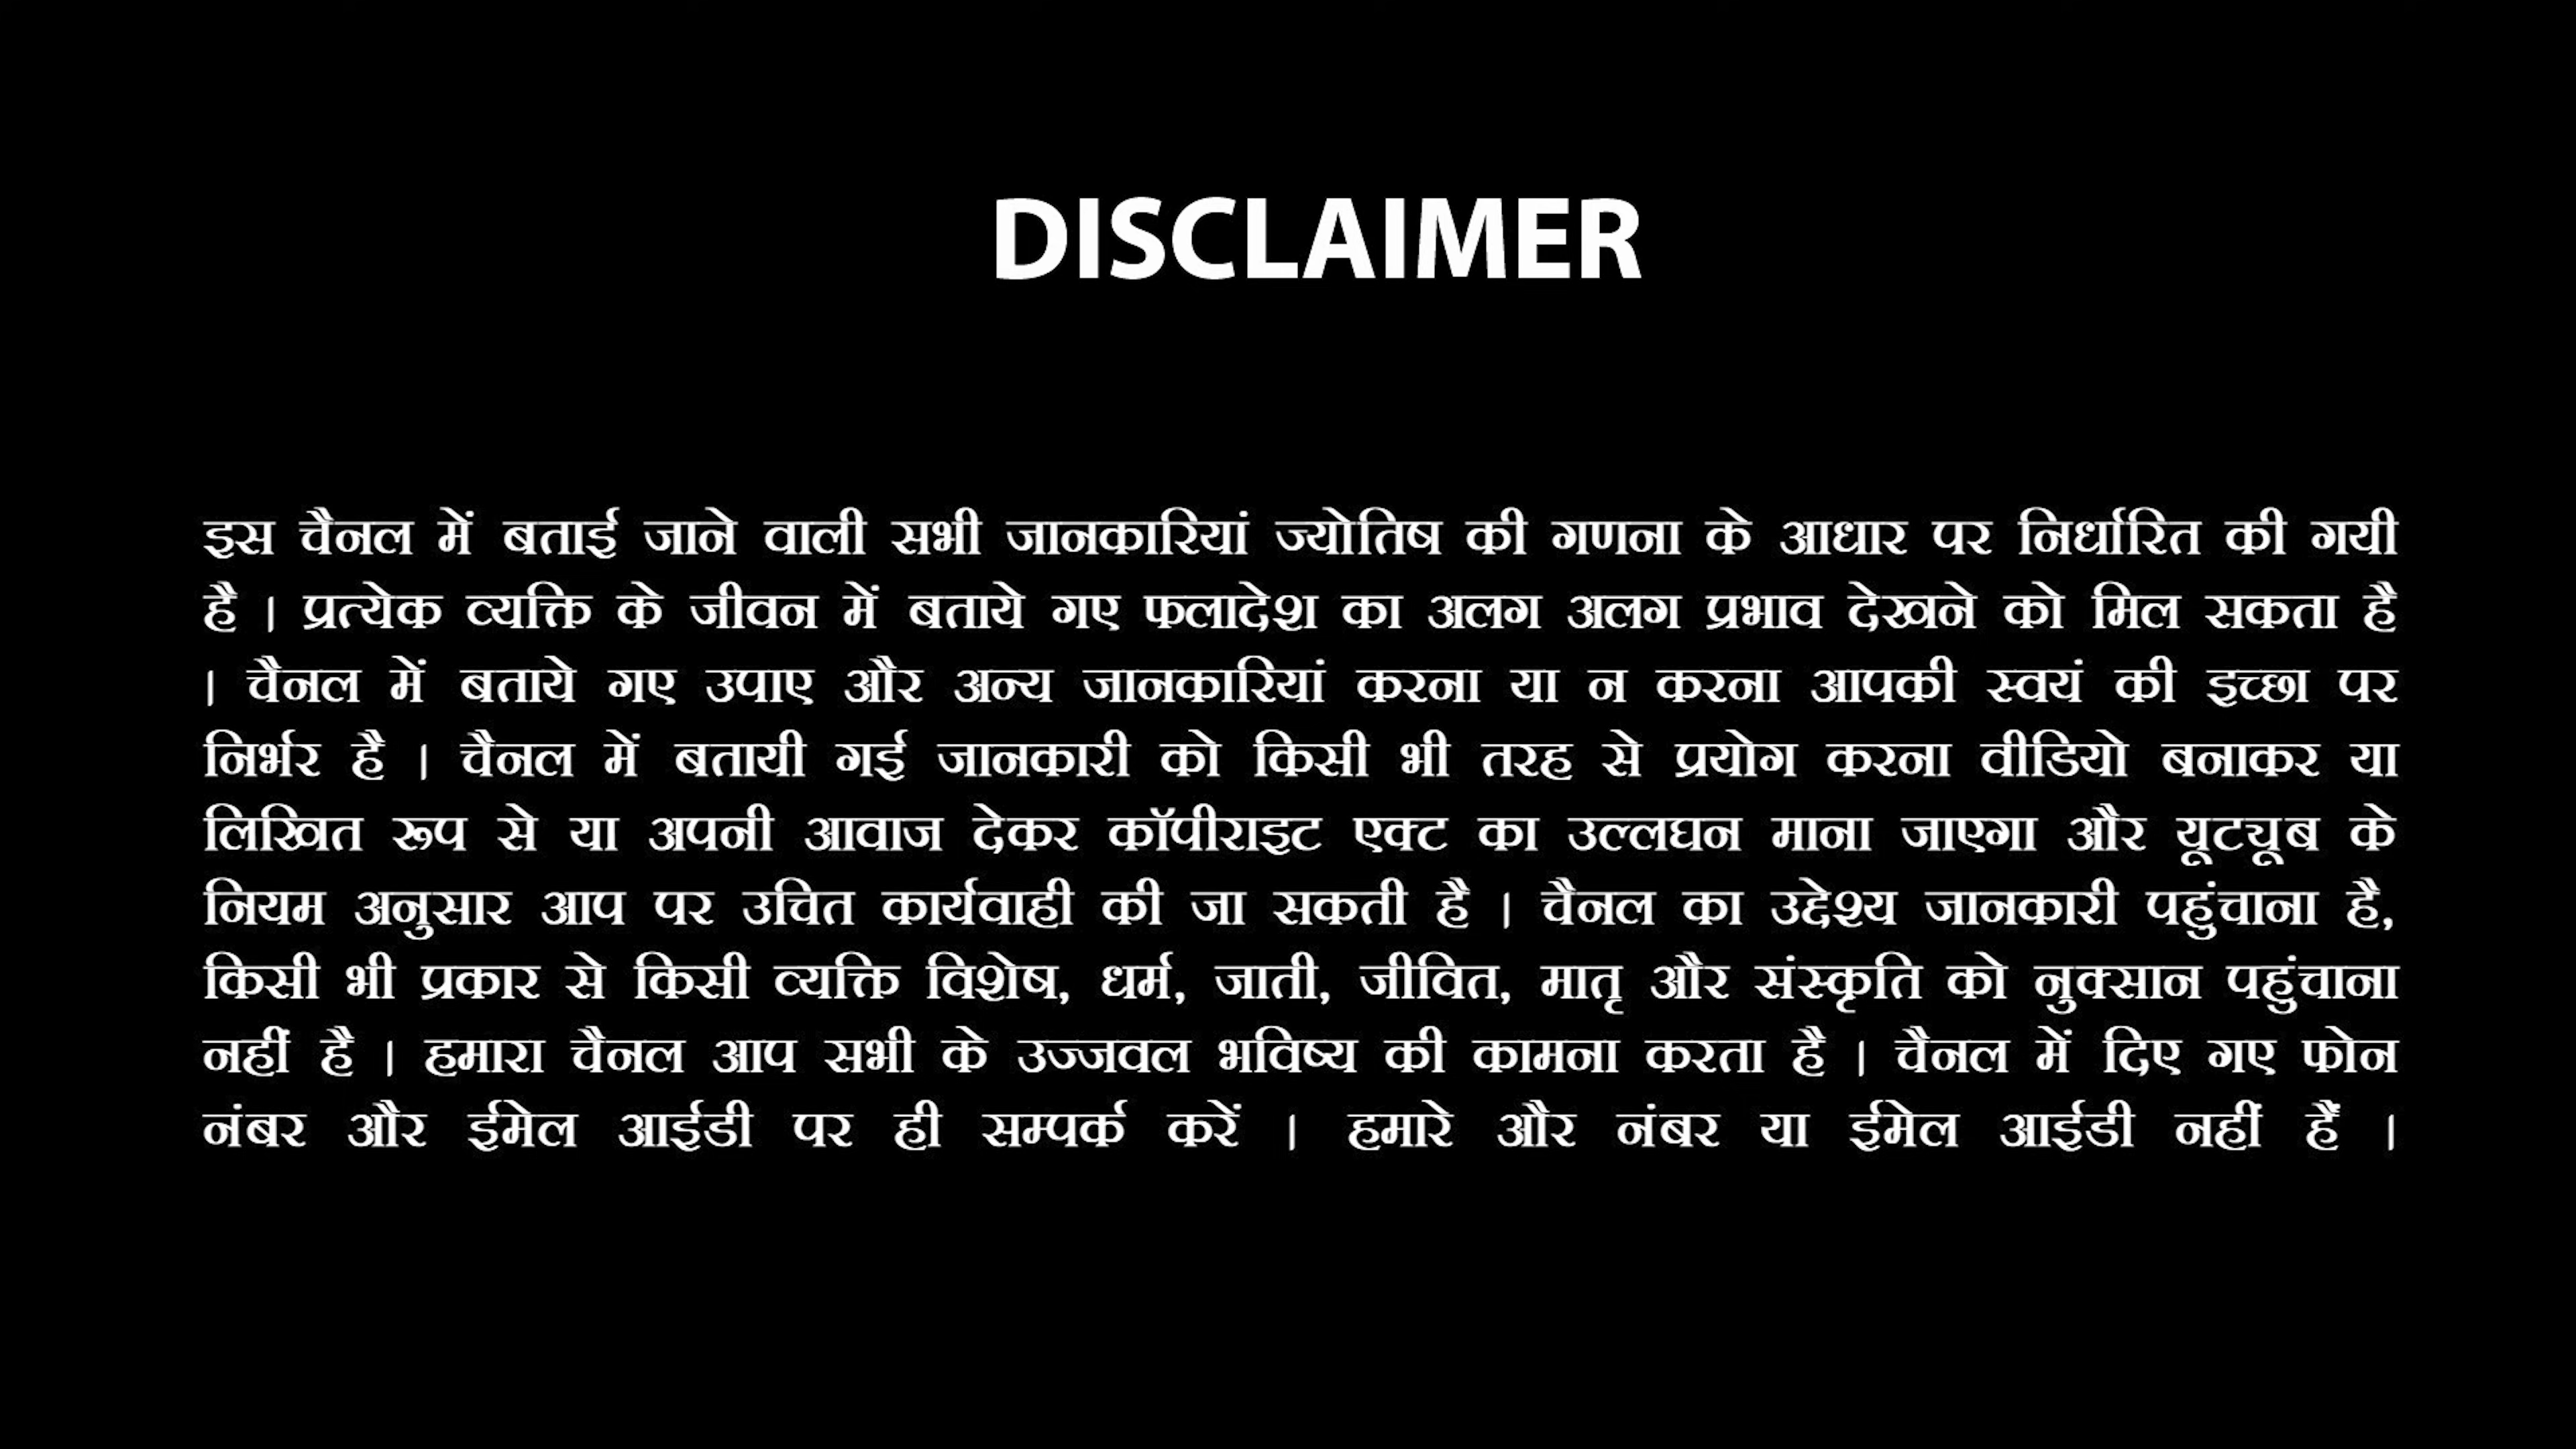 DISCLAIMER
इस चैनल में बताई जाने वाली सभी जानकारियां ज्योतिष की गणना के आधार पर निर्धारित की गयी
है । प्रत्येक व्यक्ति के जीवन में बताये गए फलादेश का अलग अलग प्रभाव देखने को मिल सकता है
। चैनल में बताये गए उपाए और अन्य जानकारियां करना या न करना आपकी स्वयं की इच्छा पर
निर्भर है । चैनल में बतायी गई जानकारी को किसी भी तरह से प्रयोग करना वीडियो बनाकर या
लिखित रूप से या अपनी आवाज देकर कॉपीराइट एक्ट का उल्लघन माना जाएगा और यूट्यूब के
नियम अनुसार आप पर उचित कार्यवाही की जा सकती है । चैनल का उद्देश्य जानकारी पहुंचाना है,
किसी भी प्रकार से किसी व्यक्ति विशेष, धर्म, जाती, जीवित, मातृ और संस्कृति को नुक्सान पहुंचाना
नहीं है । हमारा चैनल आप सभी के उज्जवल भविष्य की कामना करता है । चैनल में दिए गए फोन
नंबर और ईमेल आईडी पर ही सम्पर्क करें । हमारे और नंबर या ईमेल आईडी नहीं हैं ।